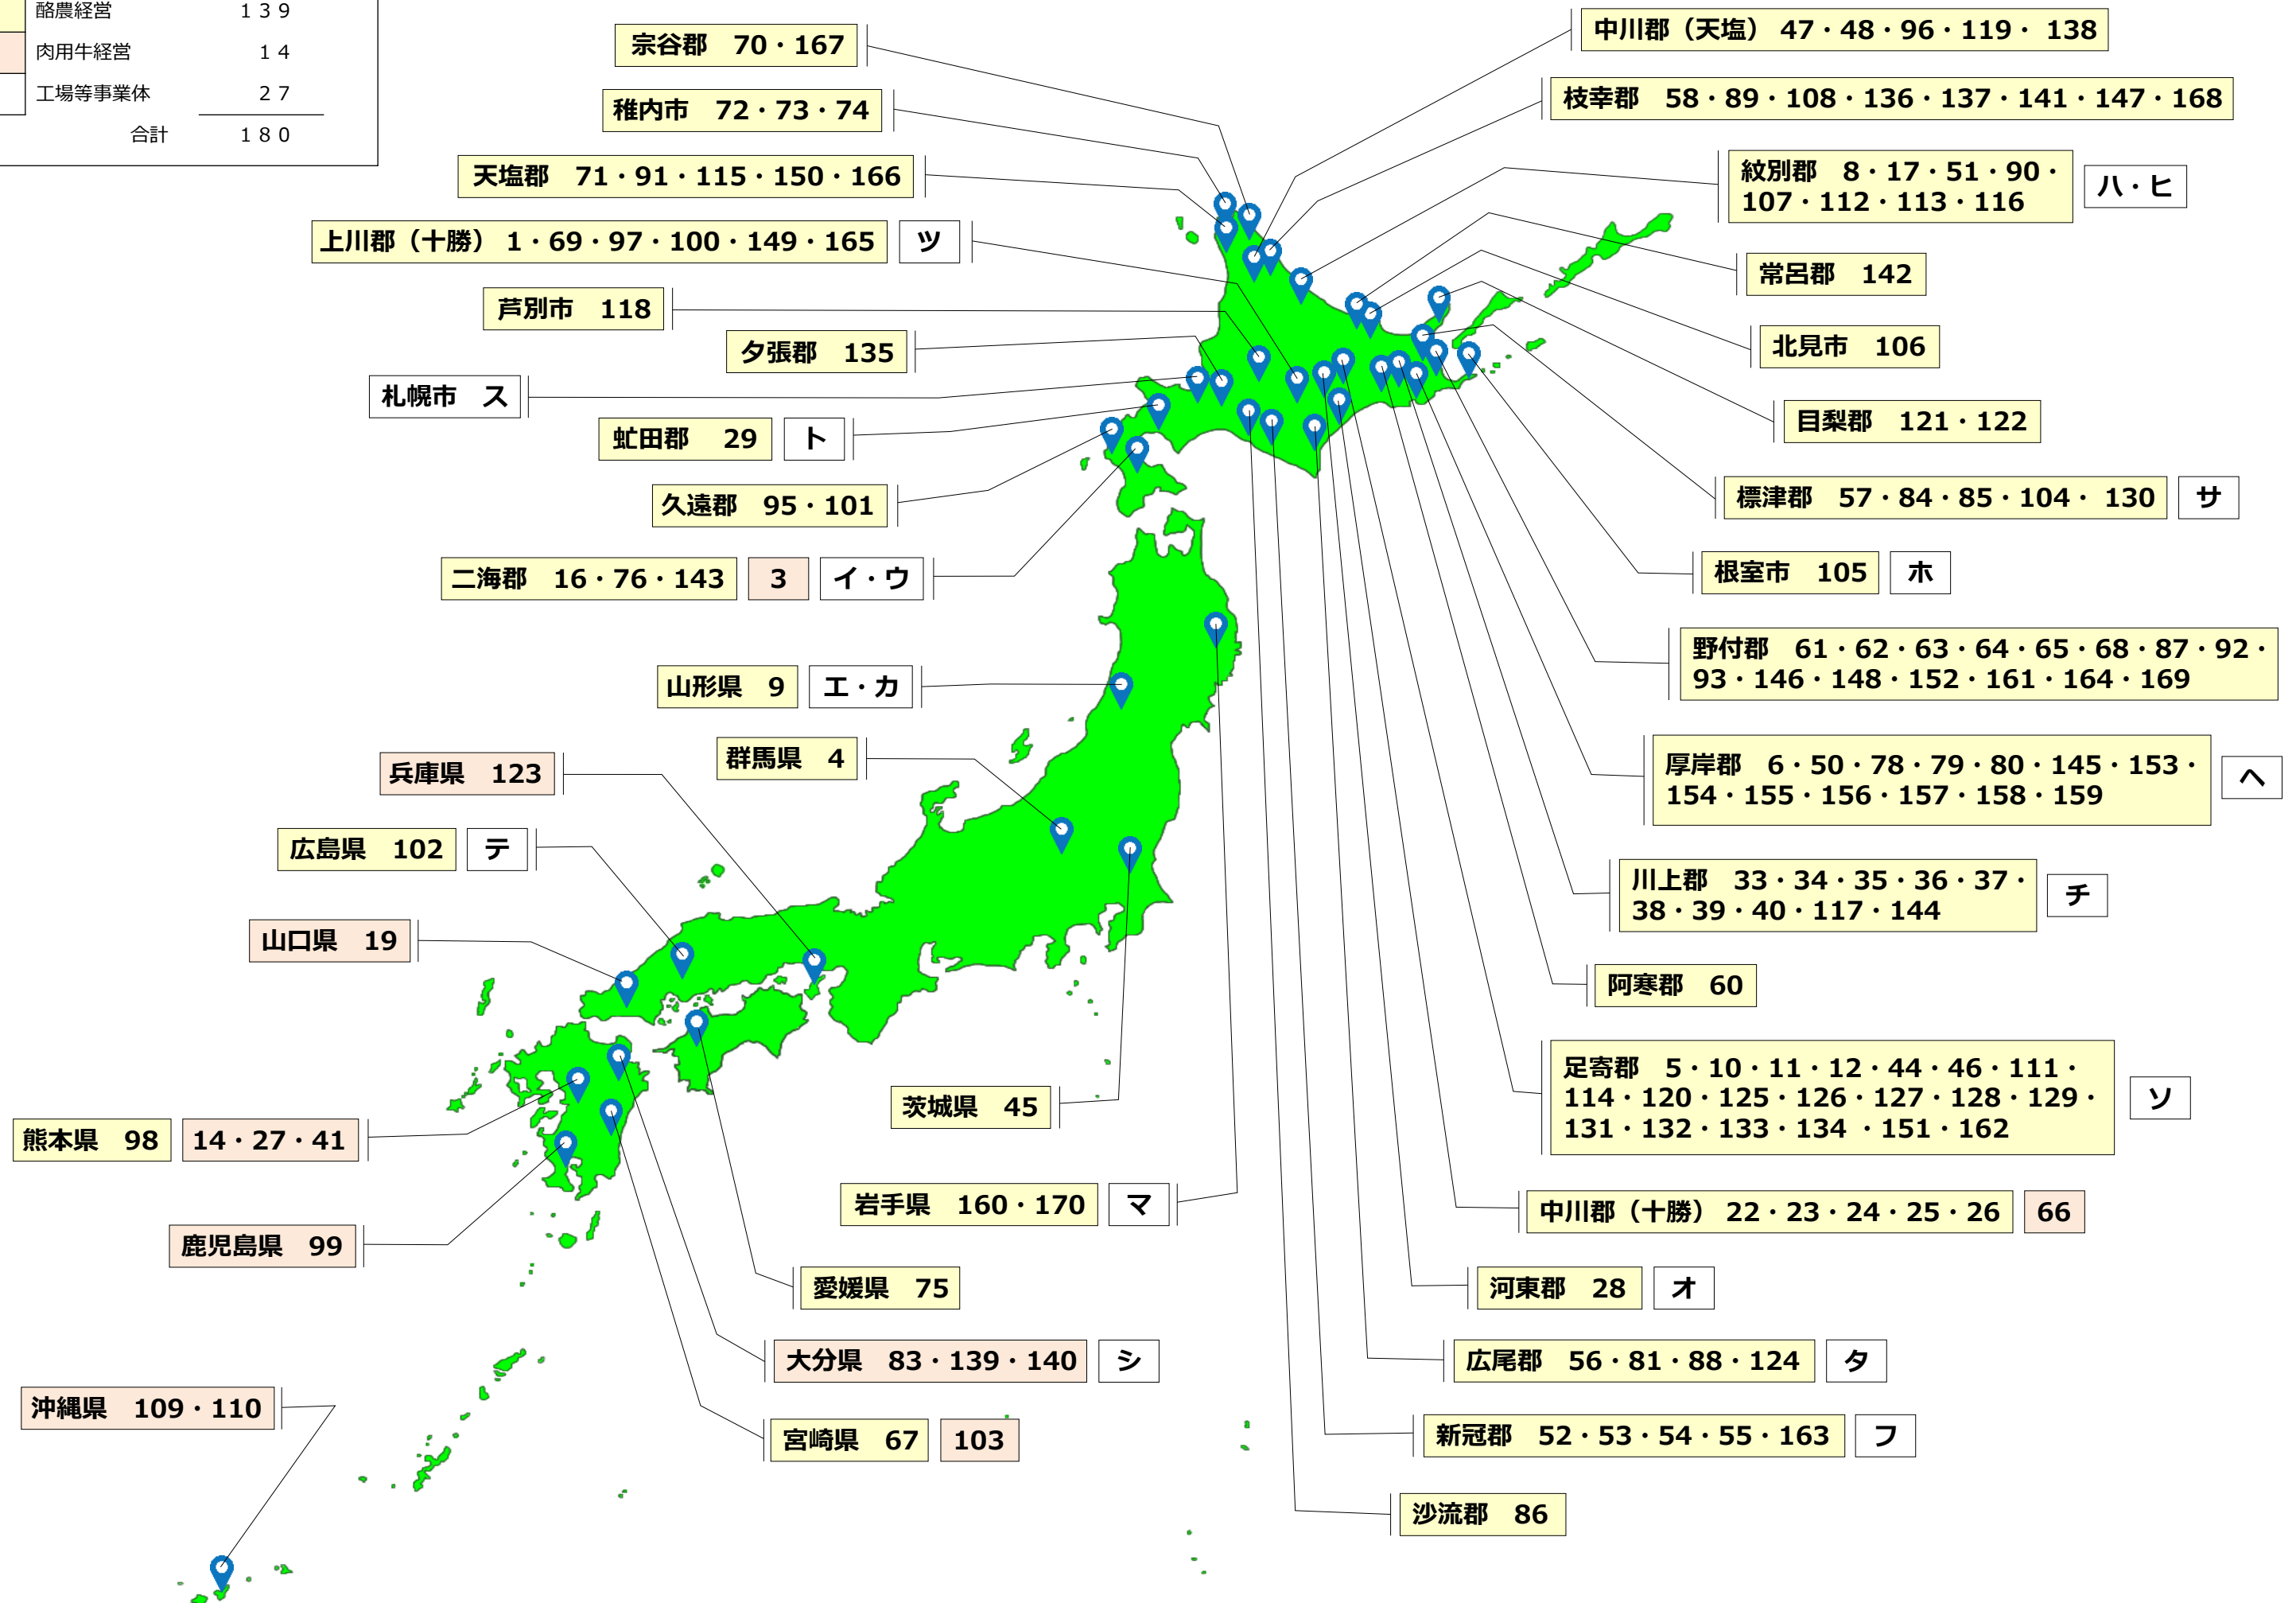 酪農経営 １３９
肉用牛経営 １４
工場等事業体 ２７
合計 １８０
宗谷郡　70・167
稚内市　72・73・74
天塩郡　71・91・115・150・166
上川郡（十勝） 1・69・97・100・149・165 ツ
芦別市　118
夕張郡　135
札幌市　ス
虻田郡　29 ト
久遠郡　95・101
二海郡　16・76・143 3 イ・ウ
山形県　9 エ・カ
群馬県　4
兵庫県　123
広島県　102 テ
山口県　19
熊本県　98 14・27・41
鹿児島県　99
沖縄県　109・110
中川郡（天塩） 47・48・96・119・ 138
枝幸郡　58・89・108・136・137・141・147・168
紋別郡　8・17・51・90・
107・112・113・116
ハ・ヒ
常呂郡　142
北見市　106
目梨郡　121・122
標津郡　57・84・85・104・ 130 サ
根室市　105 ホ
野付郡　61・62・63・64・65・68・87・92・
93・146・148・152・161・164・169
厚岸郡　6・50・78・79・80・145・153・
154・155・156・157・158・159
ヘ
川上郡　33・34・35・36・37・
38・39・40・117・144
チ
阿寒郡　60
足寄郡　5・10・11・12・44・46・111・
114・120・125・126・127・128・129・
131・132・133・134 ・151・162
ソ
中川郡（十勝） 22・23・24・25・26 66
河東郡　28 オ
広尾郡　56・81・88・124 タ
新冠郡　52・53・54・55・163 フ
沙流郡　86
茨城県　45
岩手県　160・170 マ
愛媛県　75
大分県　83・139・140 シ
宮崎県　67 103